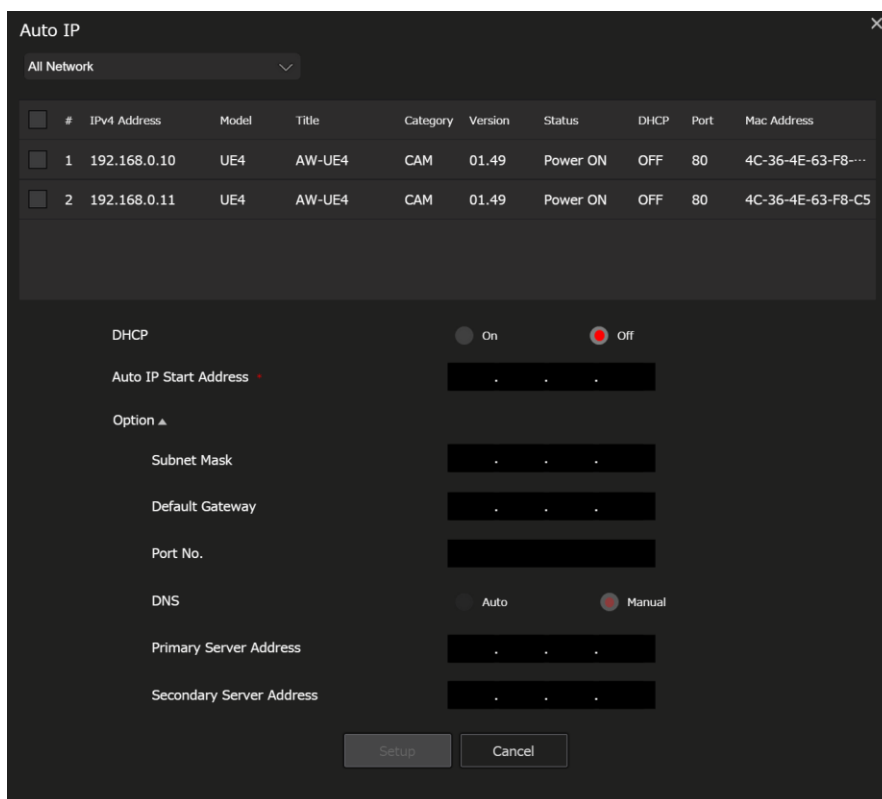 Auto IP
All Network
# IPv4 Address Model Title Category Version Status DHCP Port Mac Address
1 192.168.0.10 UE4 AW-UE4 CAM 01.49 Power ON OFF 80 4C-36-4E-63-F8-···
2 192.168.0.11 UE4 AW-UE4 CAM 01.49 Power ON OFF 80 4C-36-4E-63-F8-C5
DHCP On Off
Auto IP Start Address * . . .
Option ▲
Subnet Mask . . .
Default Gateway . . .
Port No.
DNS Auto Manual
Primary Server Address . . .
Secondary Server Address . . .
Setup Cancel